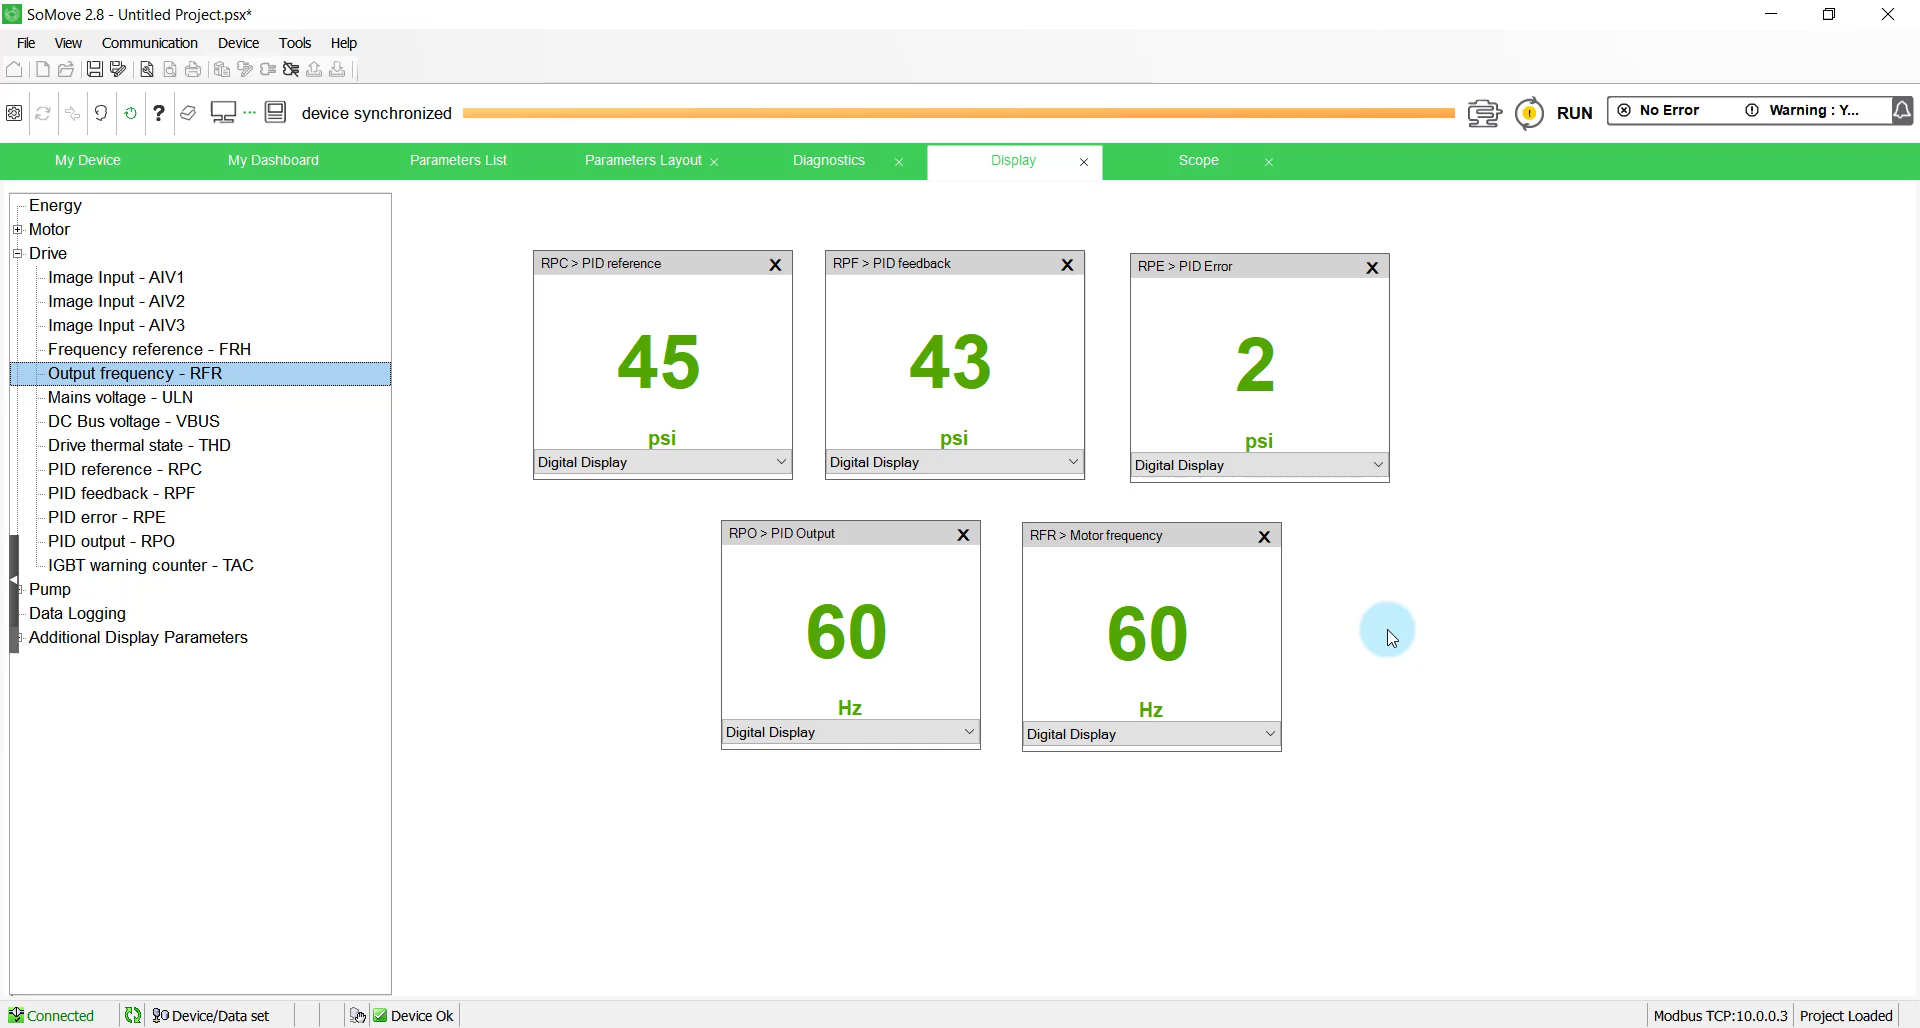 SoMove 2.8 - Untitled Project.psx*
File View Communication Device Tools Help
device synchronized
RUN
No Error
Warning : Y...
My Device
My Dashboard
Parameters List
Parameters Layout
Diagnostics
Display
Scope
Energy
Motor
Drive
Image Input - AIV1
Image Input - AIV2
Image Input - AIV3
Frequency reference - FRH
Output frequency - RFR
Mains voltage - ULN
DC Bus voltage - VBUS
Drive thermal state - THD
PID reference - RPC
PID feedback - RPF
PID error - RPE
PID output - RPO
IGBT warning counter - TAC
Pump
Data Logging
Additional Display Parameters
RPC > PID reference
45
psi
Digital Display
RPF > PID feedback
43
psi
Digital Display
RPE > PID Error
2
psi
Digital Display
RPO > PID Output
60
Hz
Digital Display
RFR > Motor frequency
60
Hz
Digital Display
Connected
Device/Data set
Device Ok
Modbus TCP:10.0.0.3
Project Loaded